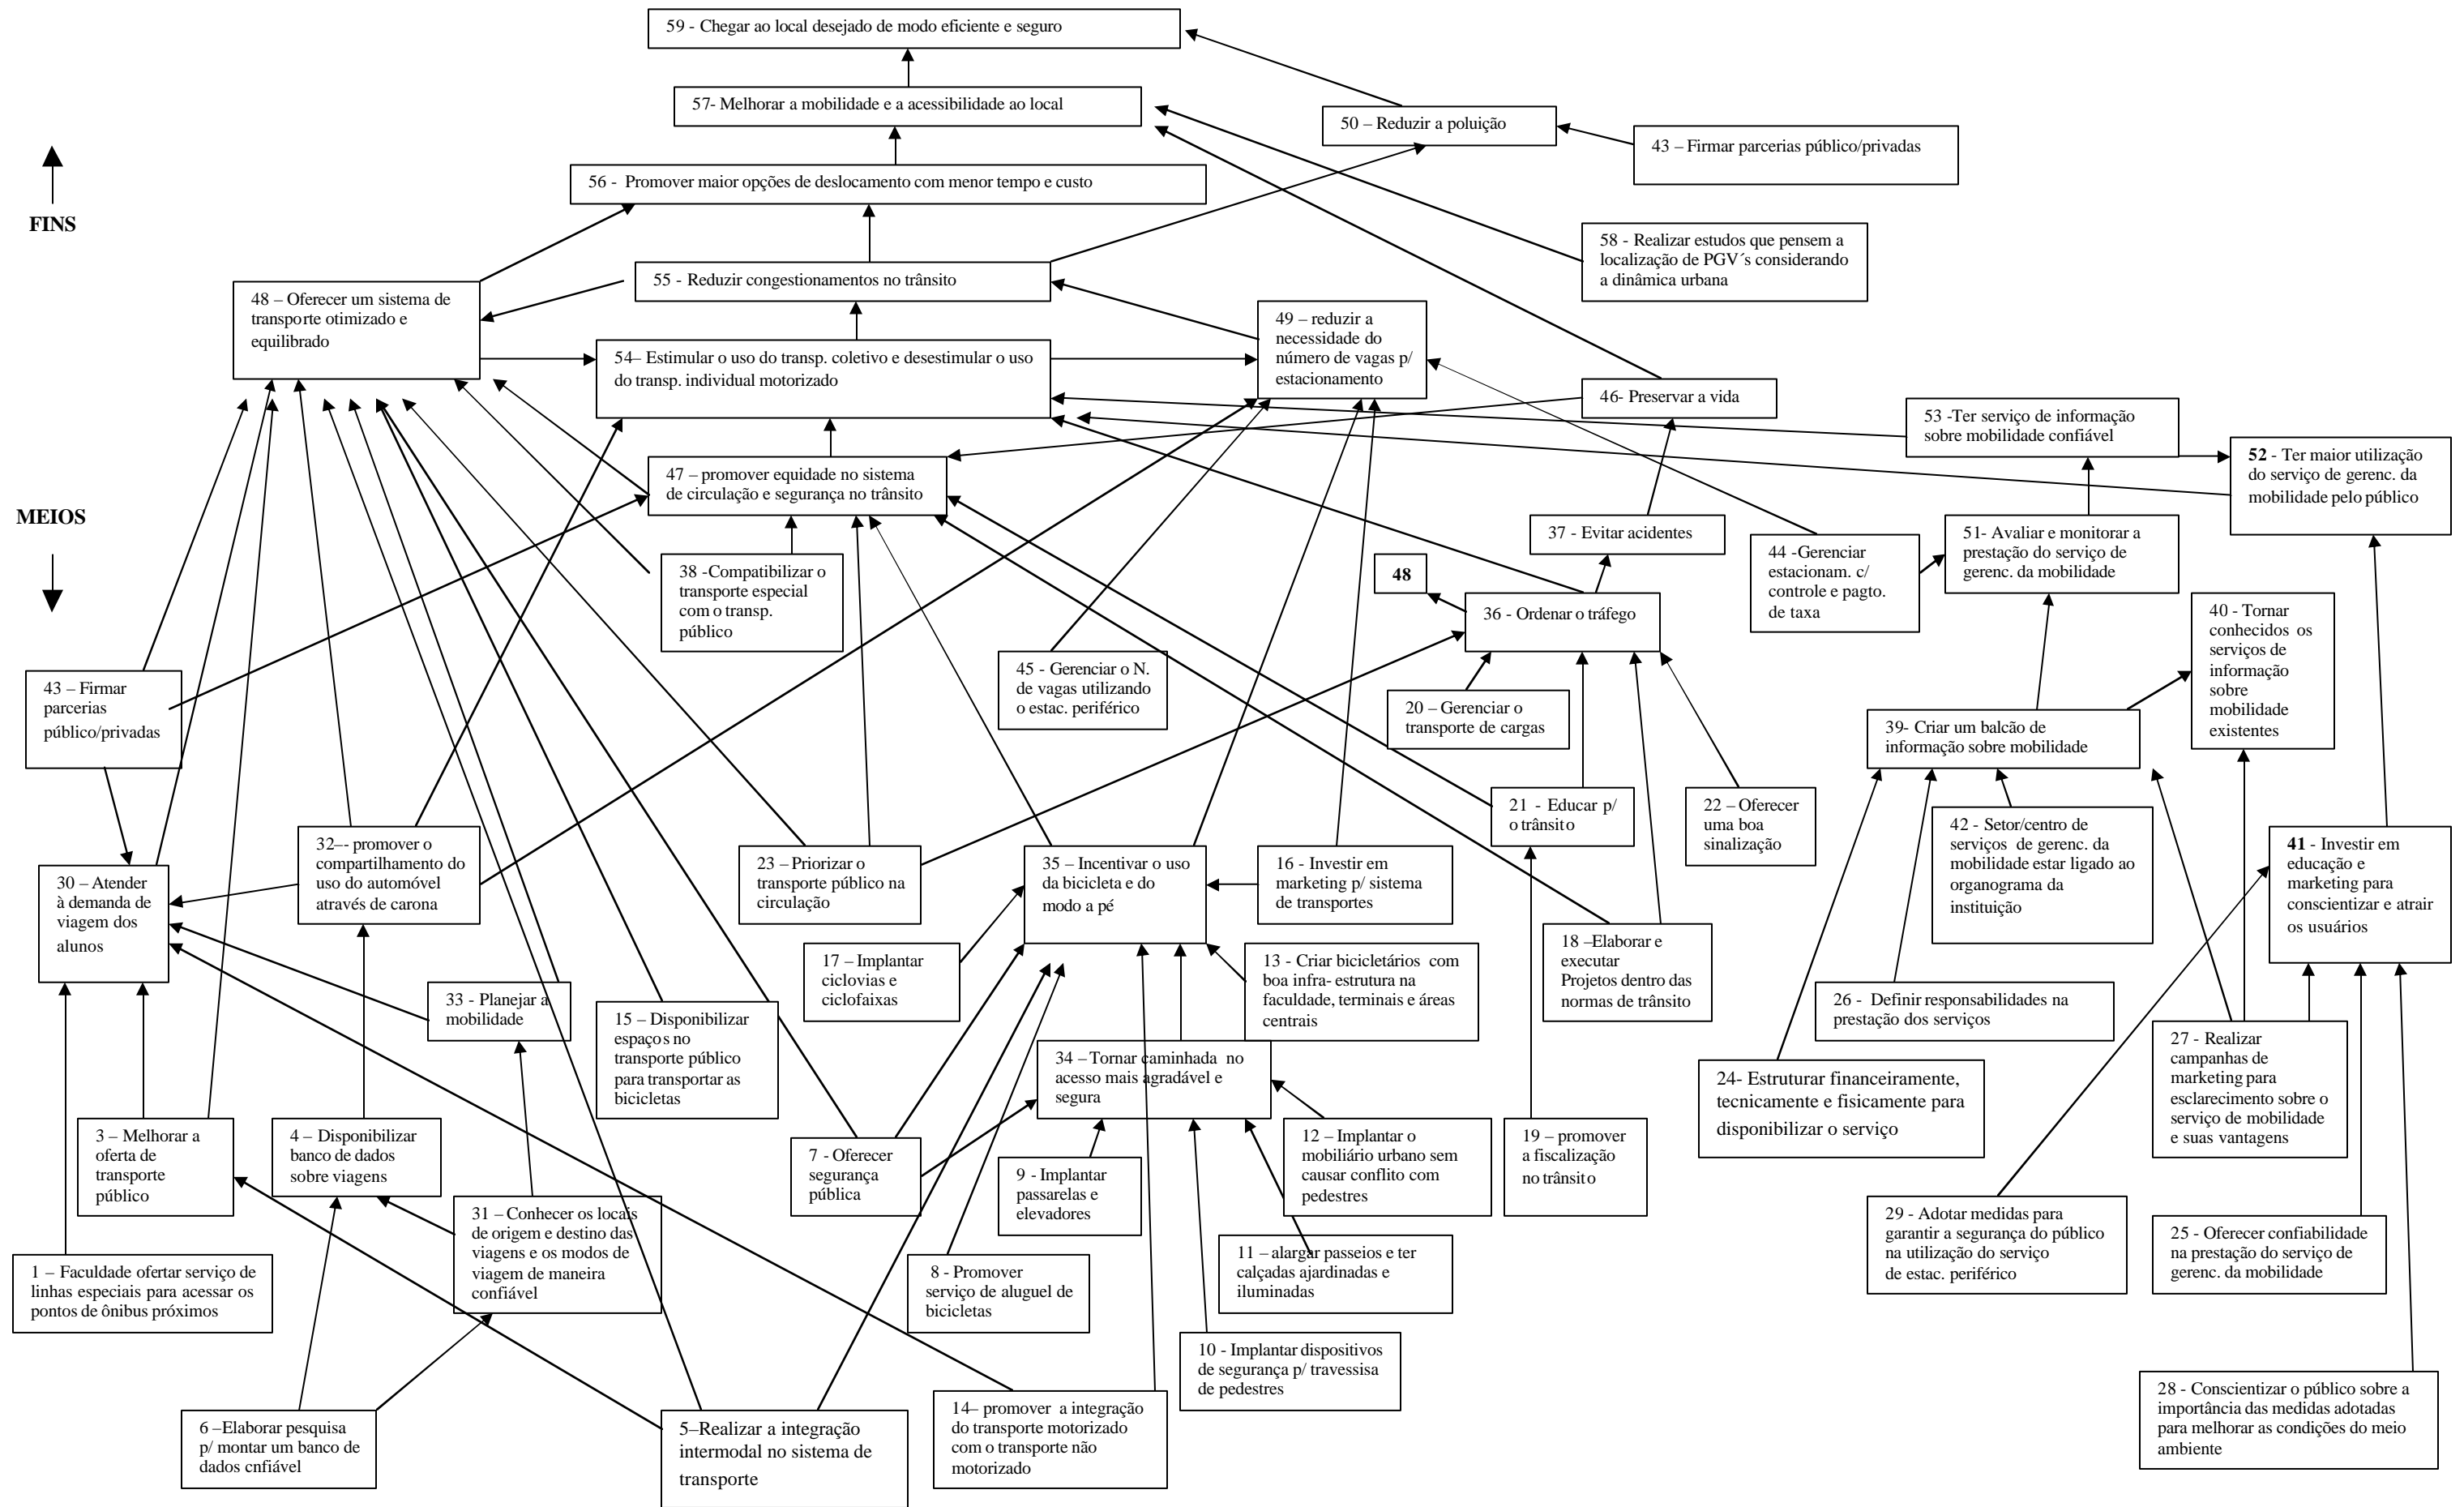 59 - Chegar ao local desejado de modo eficiente e seguro
57- Melhorar a mobilidade e a acessibilidade ao local
50 – Reduzir a poluição
43 – Firmar parcerias público/privadas
56 - Promover maior opções de deslocamento com menor tempo e custo
FINS
58 - Realizar estudos que pensem a
localização de PGV´s considerando
a dinâmica urbana
55 - Reduzir congestionamentos no trânsito
48 – Oferecer um sistema de
transporte otimizado e
equilibrado
49 – reduzir a
necessidade do
número de vagas p/
estacionamento
54– Estimular o uso do transp. coletivo e desestimular o uso
do transp. individual motorizado
46- Preservar a vida
53 -Ter serviço de informação
sobre mobilidade confiável
52 - Ter maior utilização
do serviço de gerenc. da
mobilidade pelo público
47 – promover equidade no sistema
de circulação e segurança no trânsito
MEIOS
37 - Evitar acidentes
51- Avaliar e monitorar a
prestação do serviço de
gerenc. da mobilidade
44 -Gerenciar
estacionam. c/
controle e pagto.
de taxa
38 -Compatibilizar o
transporte especial
com o transp.
público
48
36 - Ordenar o tráfego
40 - Tornar
conhecidos os
serviços de
informação
sobre
mobilidade
existentes
45 - Gerenciar o N.
de vagas utilizando
o estac. periférico
43 – Firmar
parcerias
público/privadas
20 – Gerenciar o
transporte de cargas
39- Criar um balcão de
informação sobre mobilidade
21 - Educar p/
o trânsito
22 – Oferecer
uma boa
sinalização
42 - Setor/centro de
serviços de gerenc. da
mobilidade estar ligado ao
organograma da
instituição
41 - Investir em
educação e
marketing para
conscientizar e atrair
os usuários
32–- promover o
compartilhamento do
uso do automóvel
através de carona
23 – Priorizar o
transporte público na
circulação
35 – Incentivar o uso
da bicicleta e do
modo a pé
16 - Investir em
marketing p/ sistema
de transportes
30 – Atender
à demanda de
viagem dos
alunos
17 – Implantar
ciclovias e
ciclofaixas
13 - Criar bicicletários com
boa infra- estrutura na
faculdade, terminais e áreas
centrais
18 –Elaborar e
executar
Projetos dentro das
normas de trânsito
33 - Planejar a
mobilidade
15 – Disponibilizar
espaços no
transporte público
para transportar as
bicicletas
26 - Definir responsabilidades na
prestação dos serviços
27 - Realizar
campanhas de
marketing para
esclarecimento sobre o
serviço de mobilidade
e suas vantagens
34 – Tornar caminhada no
acesso mais agradável e
segura
24- Estruturar financeiramente,
tecnicamente e fisicamente para
disponibilizar o serviço
3 – Melhorar a
oferta de
transporte
público
4 – Disponibilizar
banco de dados
sobre viagens
7 - Oferecer
segurança
pública
9 - Implantar
passarelas e
elevadores
12 – Implantar o
mobiliário urbano sem
causar conflito com
pedestres
19 – promover
a fiscalização
no trânsito
31 – Conhecer os locais
de origem e destino das
viagens e os modos de
viagem de maneira
confiável
29 - Adotar medidas para
garantir a segurança do público
na utilização do serviço
de estac. periférico
25 - Oferecer confiabilidade
na prestação do serviço de
gerenc. da mobilidade
1 – Faculdade ofertar serviço de
linhas especiais para acessar os
pontos de ônibus próximos
8 - Promover
serviço de aluguel de
bicicletas
11 – alargar passeios e ter
calçadas ajardinadas e
iluminadas
10 - Implantar dispositivos
de segurança p/ travessisa
de pedestres
28 - Conscientizar o público sobre a
importância das medidas adotadas
para melhorar as condições do meio
ambiente
6 –Elaborar pesquisa
p/ montar um banco de
dados cnfiável
5–Realizar a integração
intermodal no sistema de
transporte
14– promover a integração
do transporte motorizado
com o transporte não
motorizado